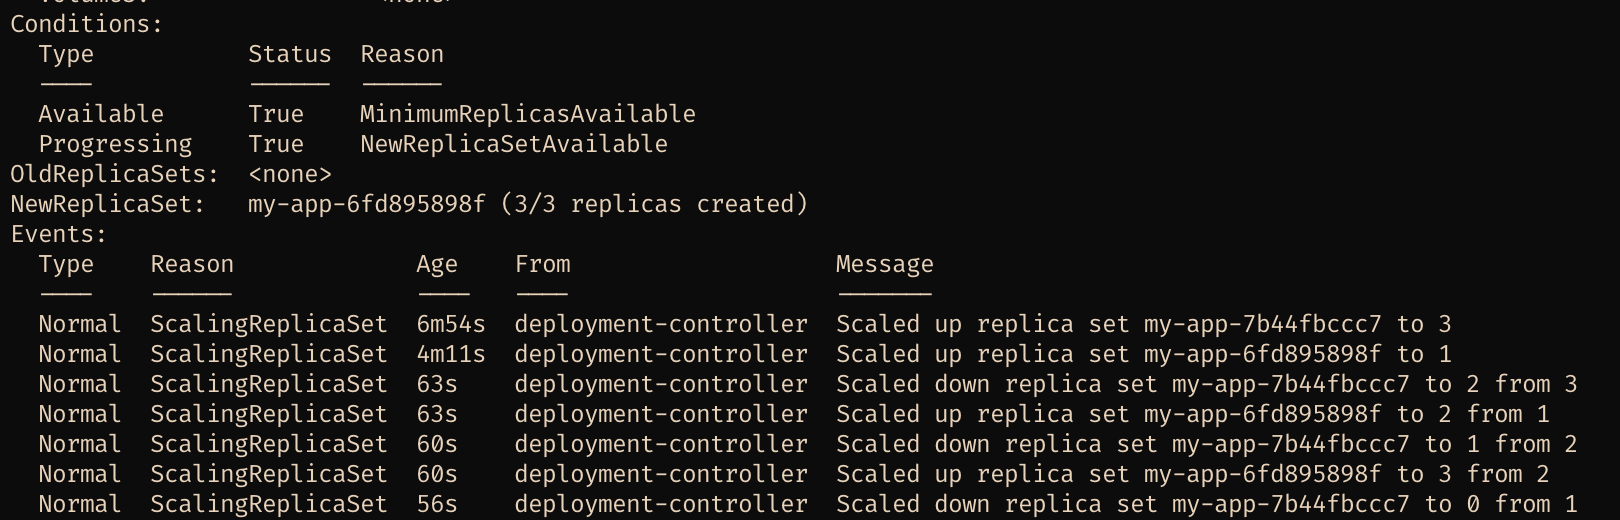 Volumes: <none>
Conditions:
  Type           Status  Reason
  ----           ------  ------
  Available      True    MinimumReplicasAvailable
  Progressing    True    NewReplicaSetAvailable
OldReplicaSets:  <none>
NewReplicaSet:   my-app-6fd895898f (3/3 replicas created)
Events:
  Type    Reason             Age    From                   Message
  ----    ------             ----   ----                   -------
  Normal  ScalingReplicaSet  6m54s  deployment-controller  Scaled up replica set my-app-7b44fbccc7 to 3
  Normal  ScalingReplicaSet  4m11s  deployment-controller  Scaled up replica set my-app-6fd895898f to 1
  Normal  ScalingReplicaSet  63s    deployment-controller  Scaled down replica set my-app-7b44fbccc7 to 2 from 3
  Normal  ScalingReplicaSet  63s    deployment-controller  Scaled up replica set my-app-6fd895898f to 2 from 1
  Normal  ScalingReplicaSet  60s    deployment-controller  Scaled down replica set my-app-7b44fbccc7 to 1 from 2
  Normal  ScalingReplicaSet  60s    deployment-controller  Scaled up replica set my-app-6fd895898f to 3 from 2
  Normal  ScalingReplicaSet  56s    deployment-controller  Scaled down replica set my-app-7b44fbccc7 to 0 from 1